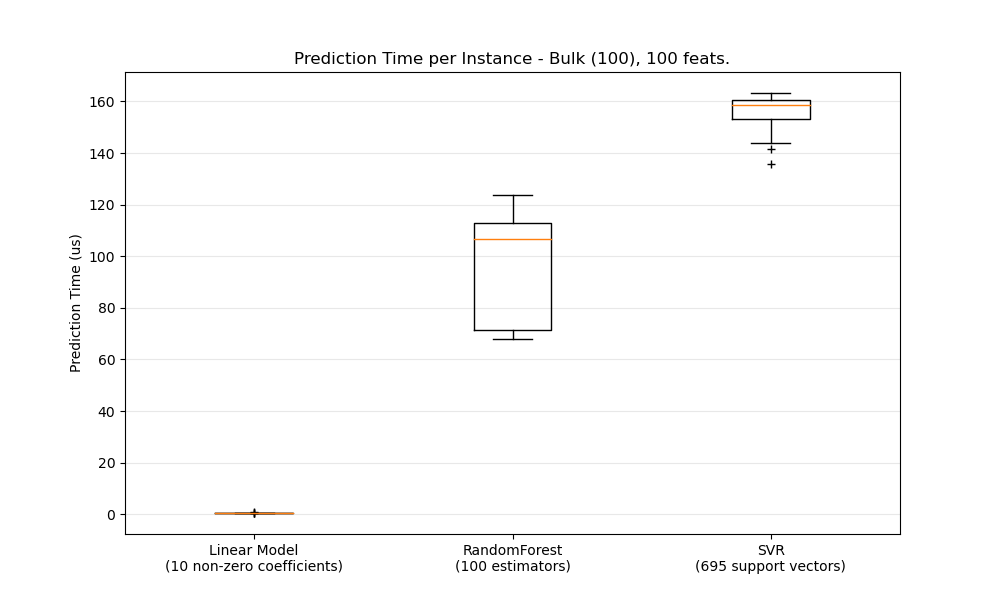 Prediction Time per Instance - Bulk (100), 100 feats.
Prediction Time (us)
160
140
120
100
80
60
40
20
0
Linear Model
(10 non-zero coefficients)
RandomForest
(100 estimators)
SVR
(695 support vectors)